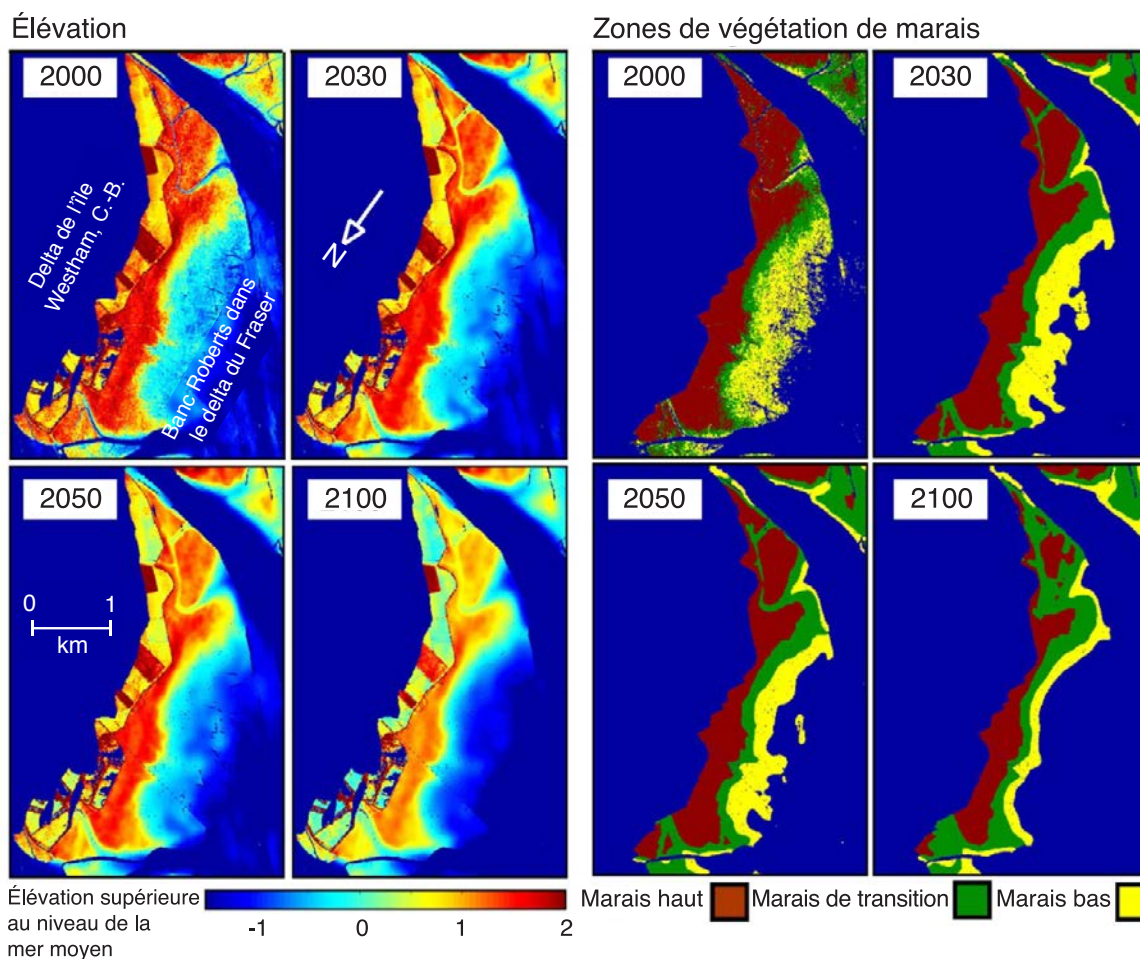 Élévation
Zones de végétation de marais
2000
2030
2000
2030
Delta de l'île
Westham, C.-B.
N
Banc Roberts dans
le delta du Fraser
2050
2100
2050
2100
0 1
km
Élévation supérieure
au niveau de la
mer moyen
-1 0 1 2
Marais haut
Marais de transition
Marais bas